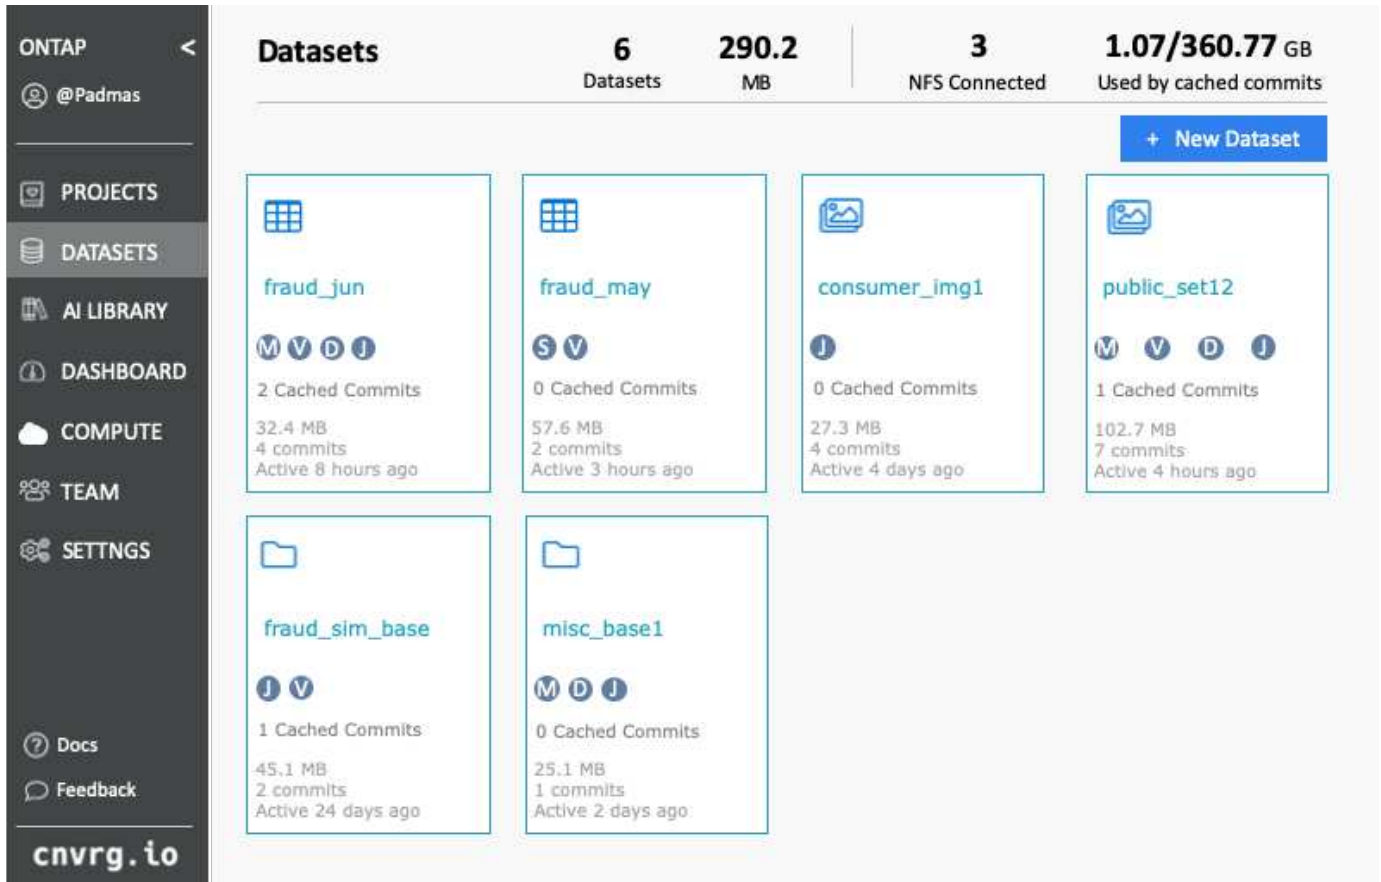 ONTAP <
@Padmas
PROJECTS
DATASETS
AI LIBRARY
DASHBOARD
COMPUTE
TEAM
SETTNGS
Docs
Feedback
cnvrg.io
Datasets
6
Datasets
290.2
MB
3
NFS Connected
1.07/360.77 GB
Used by cached commits
+ New Dataset
fraud_jun
M V D J
2 Cached Commits
32.4 MB
4 commits
Active 8 hours ago
fraud_may
S V
0 Cached Commits
57.6 MB
2 commits
Active 3 hours ago
consumer_img1
J
0 Cached Commits
27.3 MB
4 commits
Active 4 days ago
public_set12
M V D J
1 Cached Commits
102.7 MB
7 commits
Active 4 hours ago
fraud_sim_base
J V
1 Cached Commits
45.1 MB
2 commits
Active 24 days ago
misc_base1
M D J
0 Cached Commits
25.1 MB
1 commits
Active 2 days ago